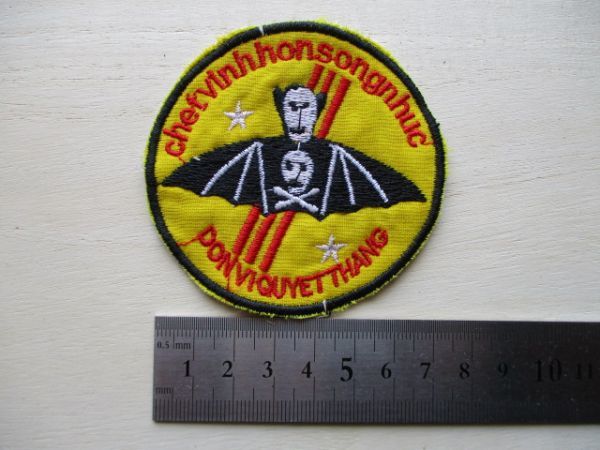 chetvinhhonsongnhuc
DONVIQUYETTHANG
0.5 mm
1 2 3 4 5 6 7 8 9 10 11
mm